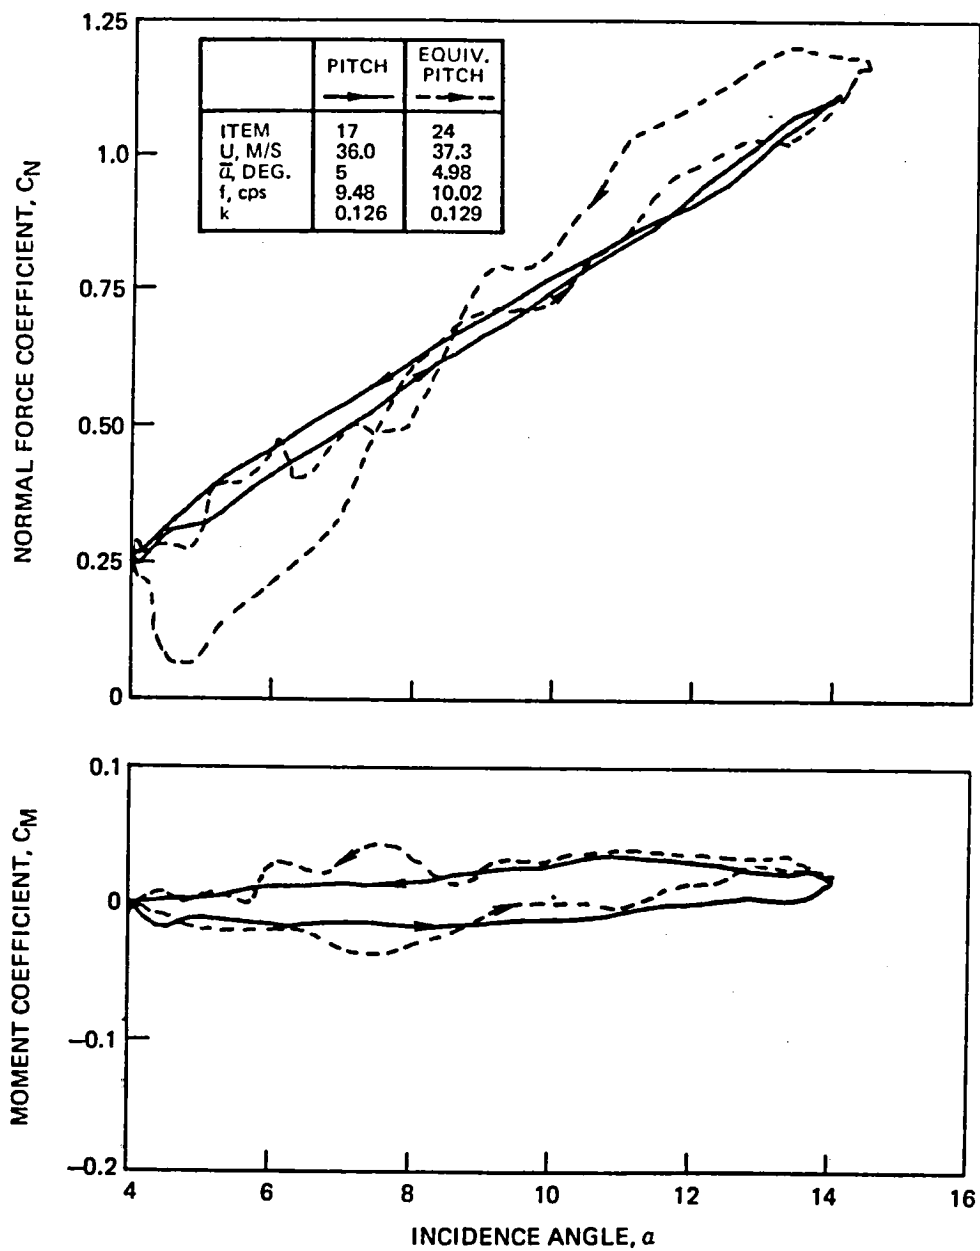 1.25
1.0
0.75
0.50
0.25
0
NORMAL FORCE COEFFICIENT, CN
PITCH EQUIV. PITCH
ITEM 17 24
U, M/S 36.0 37.3
ᾱ, DEG. 5 4.98
f, cps 9.48 10.02
k 0.126 0.129
0.1
0
−0.1
−0.2
MOMENT COEFFICIENT, CM
4 6 8 10 12 14 16
INCIDENCE ANGLE, α